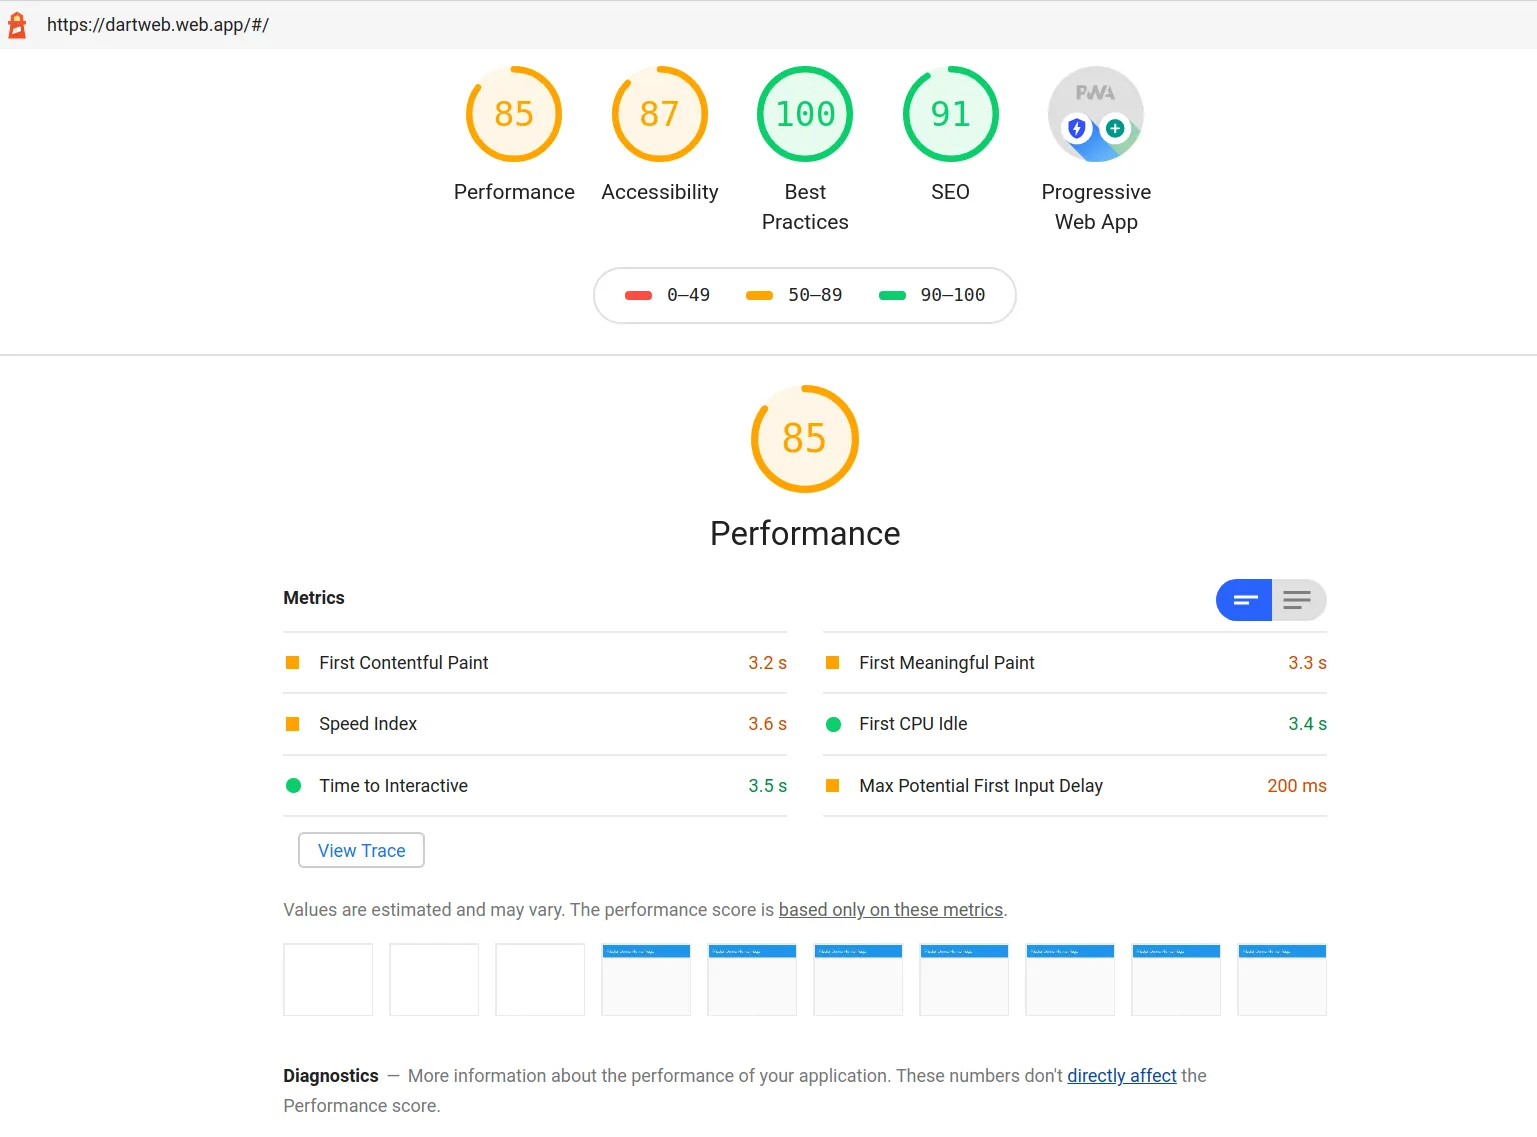 https://dartweb.web.app/#/
85
87
100
91
PWA
Performance
Accessibility
Best
Practices
SEO
Progressive
Web App
0–49
50–89
90–100
85
Performance
Metrics
First Contentful Paint
3.2 s
First Meaningful Paint
3.3 s
Speed Index
3.6 s
First CPU Idle
3.4 s
Time to Interactive
3.5 s
Max Potential First Input Delay
200 ms
View Trace
Values are estimated and may vary. The performance score is based only on these metrics.
Diagnostics — More information about the performance of your application. These numbers don't directly affect the
Performance score.